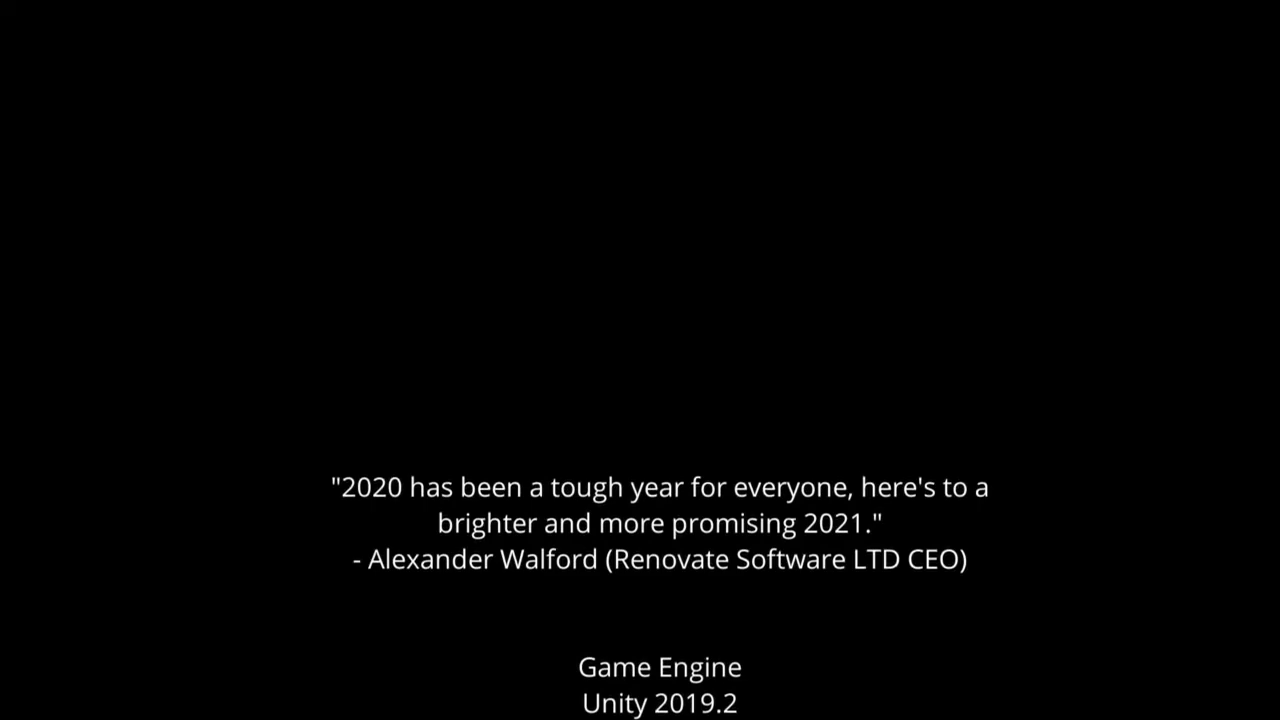 "2020 has been a tough year for everyone, here's to a
brighter and more promising 2021."
- Alexander Walford (Renovate Software LTD CEO)
Game Engine
Unity 2019.2